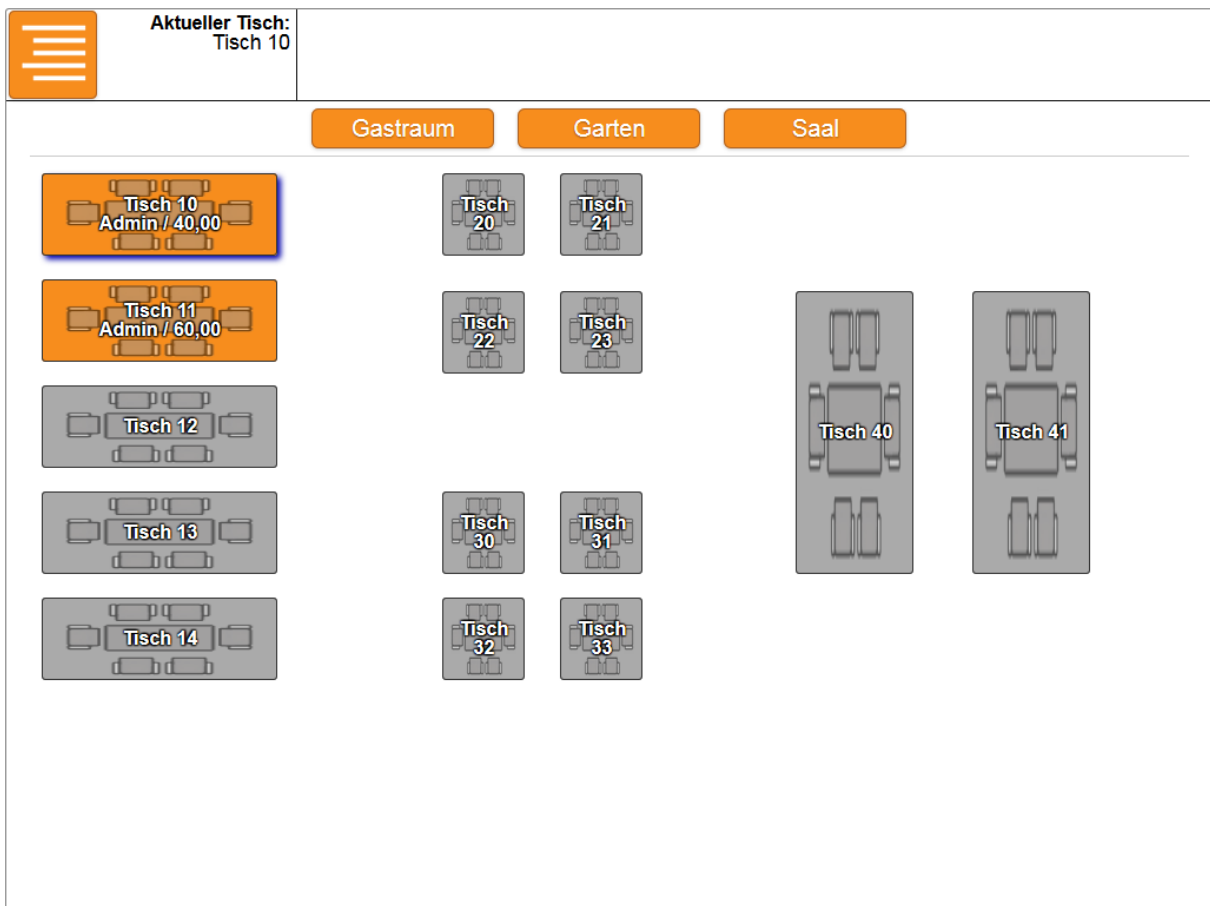 Aktueller Tisch:
Tisch 10
Gastraum
Garten
Saal
Tisch 10
Admin / 40,00
Tisch
20
Tisch
21
Tisch 11
Admin / 60,00
Tisch
22
Tisch
23
Tisch 12
Tisch 40
Tisch 41
Tisch 13
Tisch
30
Tisch
31
Tisch 14
Tisch
32
Tisch
33